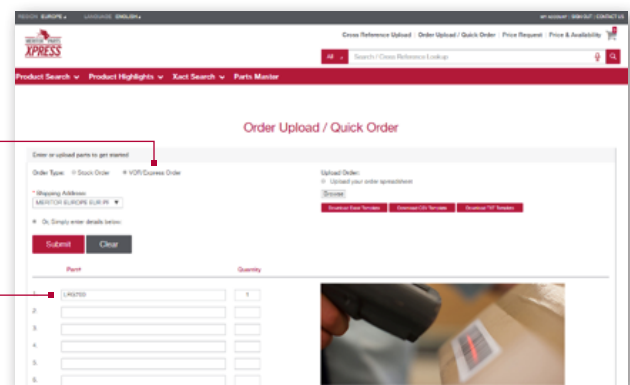 REGION EUROPE LANGUAGE ENGLISH MY ACCOUNT | SIGN OUT | CONTACT US
Cross Reference Upload | Order Upload / Quick Order | Price Request | Price & Availability
MERITOR PARTS
XPRESS
All Search / Cross Reference Lookup
Product Search Product Highlights Xact Search Parts Mantor
Order Upload / Quick Order
Enter or upload parts to get started
Order Type: Stock Order VOR/Express Order
Upload Order:
Upload your order spreadsheet
* Shipping Address:
MERITOR EUROPE EUR PI
Browse
Download Excel Template Download CSV Template Download TXT Template
Or, Simply enter details below:
Submit Clear
Part# Quantity
1. 1
2.
3.
4.
5.
6.